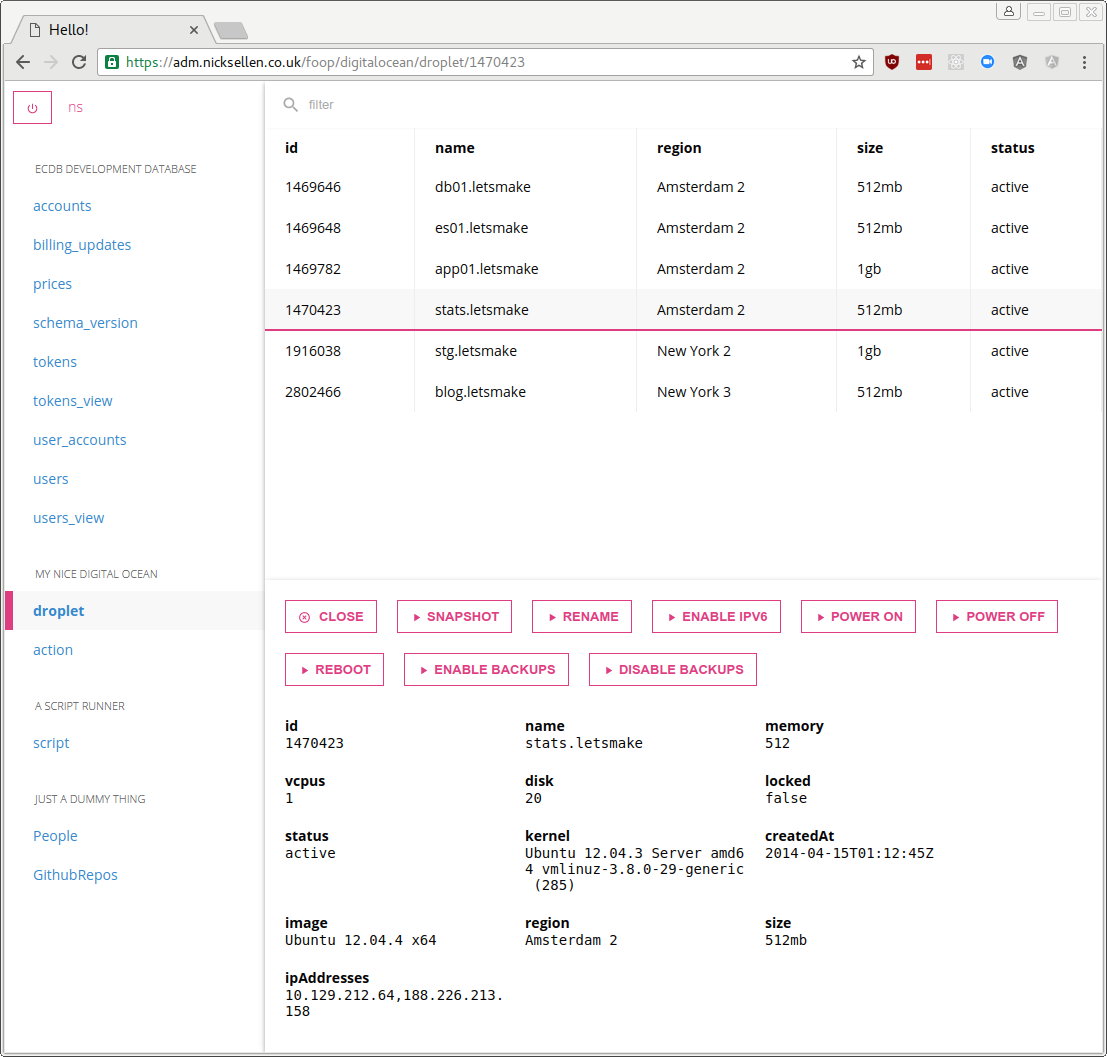 Hello!
https://adm.nicksellen.co.uk/foop/digitalocean/droplet/1470423
ns
filter
ECDB DEVELOPMENT DATABASE
accounts
billing_updates
prices
schema_version
tokens
tokens_view
user_accounts
users
users_view
MY NICE DIGITAL OCEAN
droplet
action
A SCRIPT RUNNER
script
JUST A DUMMY THING
People
GithubRepos
id name region size status
1469646 db01.letsmake Amsterdam 2 512mb active
1469648 es01.letsmake Amsterdam 2 512mb active
1469782 app01.letsmake Amsterdam 2 1gb active
1470423 stats.letsmake Amsterdam 2 512mb active
1916038 stg.letsmake New York 2 1gb active
2802466 blog.letsmake New York 3 512mb active
CLOSE SNAPSHOT RENAME ENABLE IPV6 POWER ON POWER OFF
REBOOT ENABLE BACKUPS DISABLE BACKUPS
id name memory
1470423 stats.letsmake 512
vcpus disk locked
1 20 false
status kernel createdAt
active Ubuntu 12.04.3 Server amd6 2014-04-15T01:12:45Z
4 vmlinuz-3.8.0-29-generic
(285)
image region size
Ubuntu 12.04.4 x64 Amsterdam 2 512mb
ipAddresses
10.129.212.64,188.226.213.
158